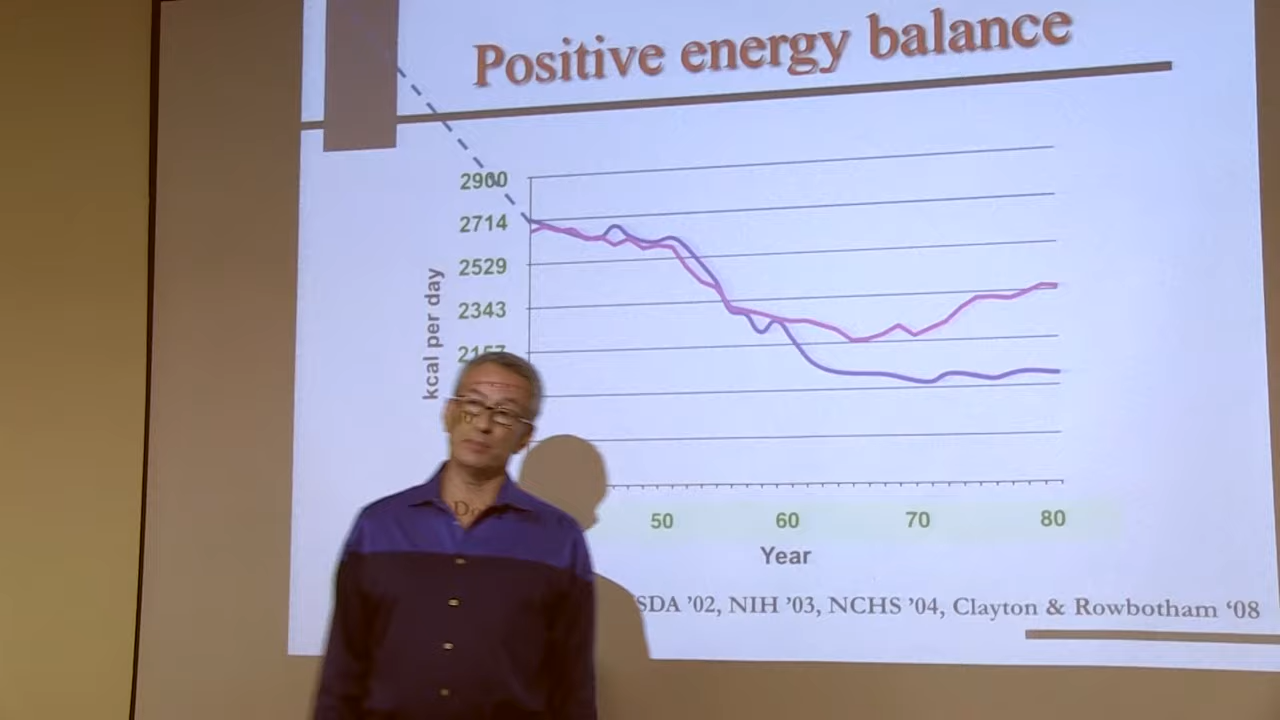 Positive energy balance
2900
2714
2529
2343
kcal per day
50 60 70 80
Year
'02, NIH '03, NCHS '04, Clayton & Rowbotham '08